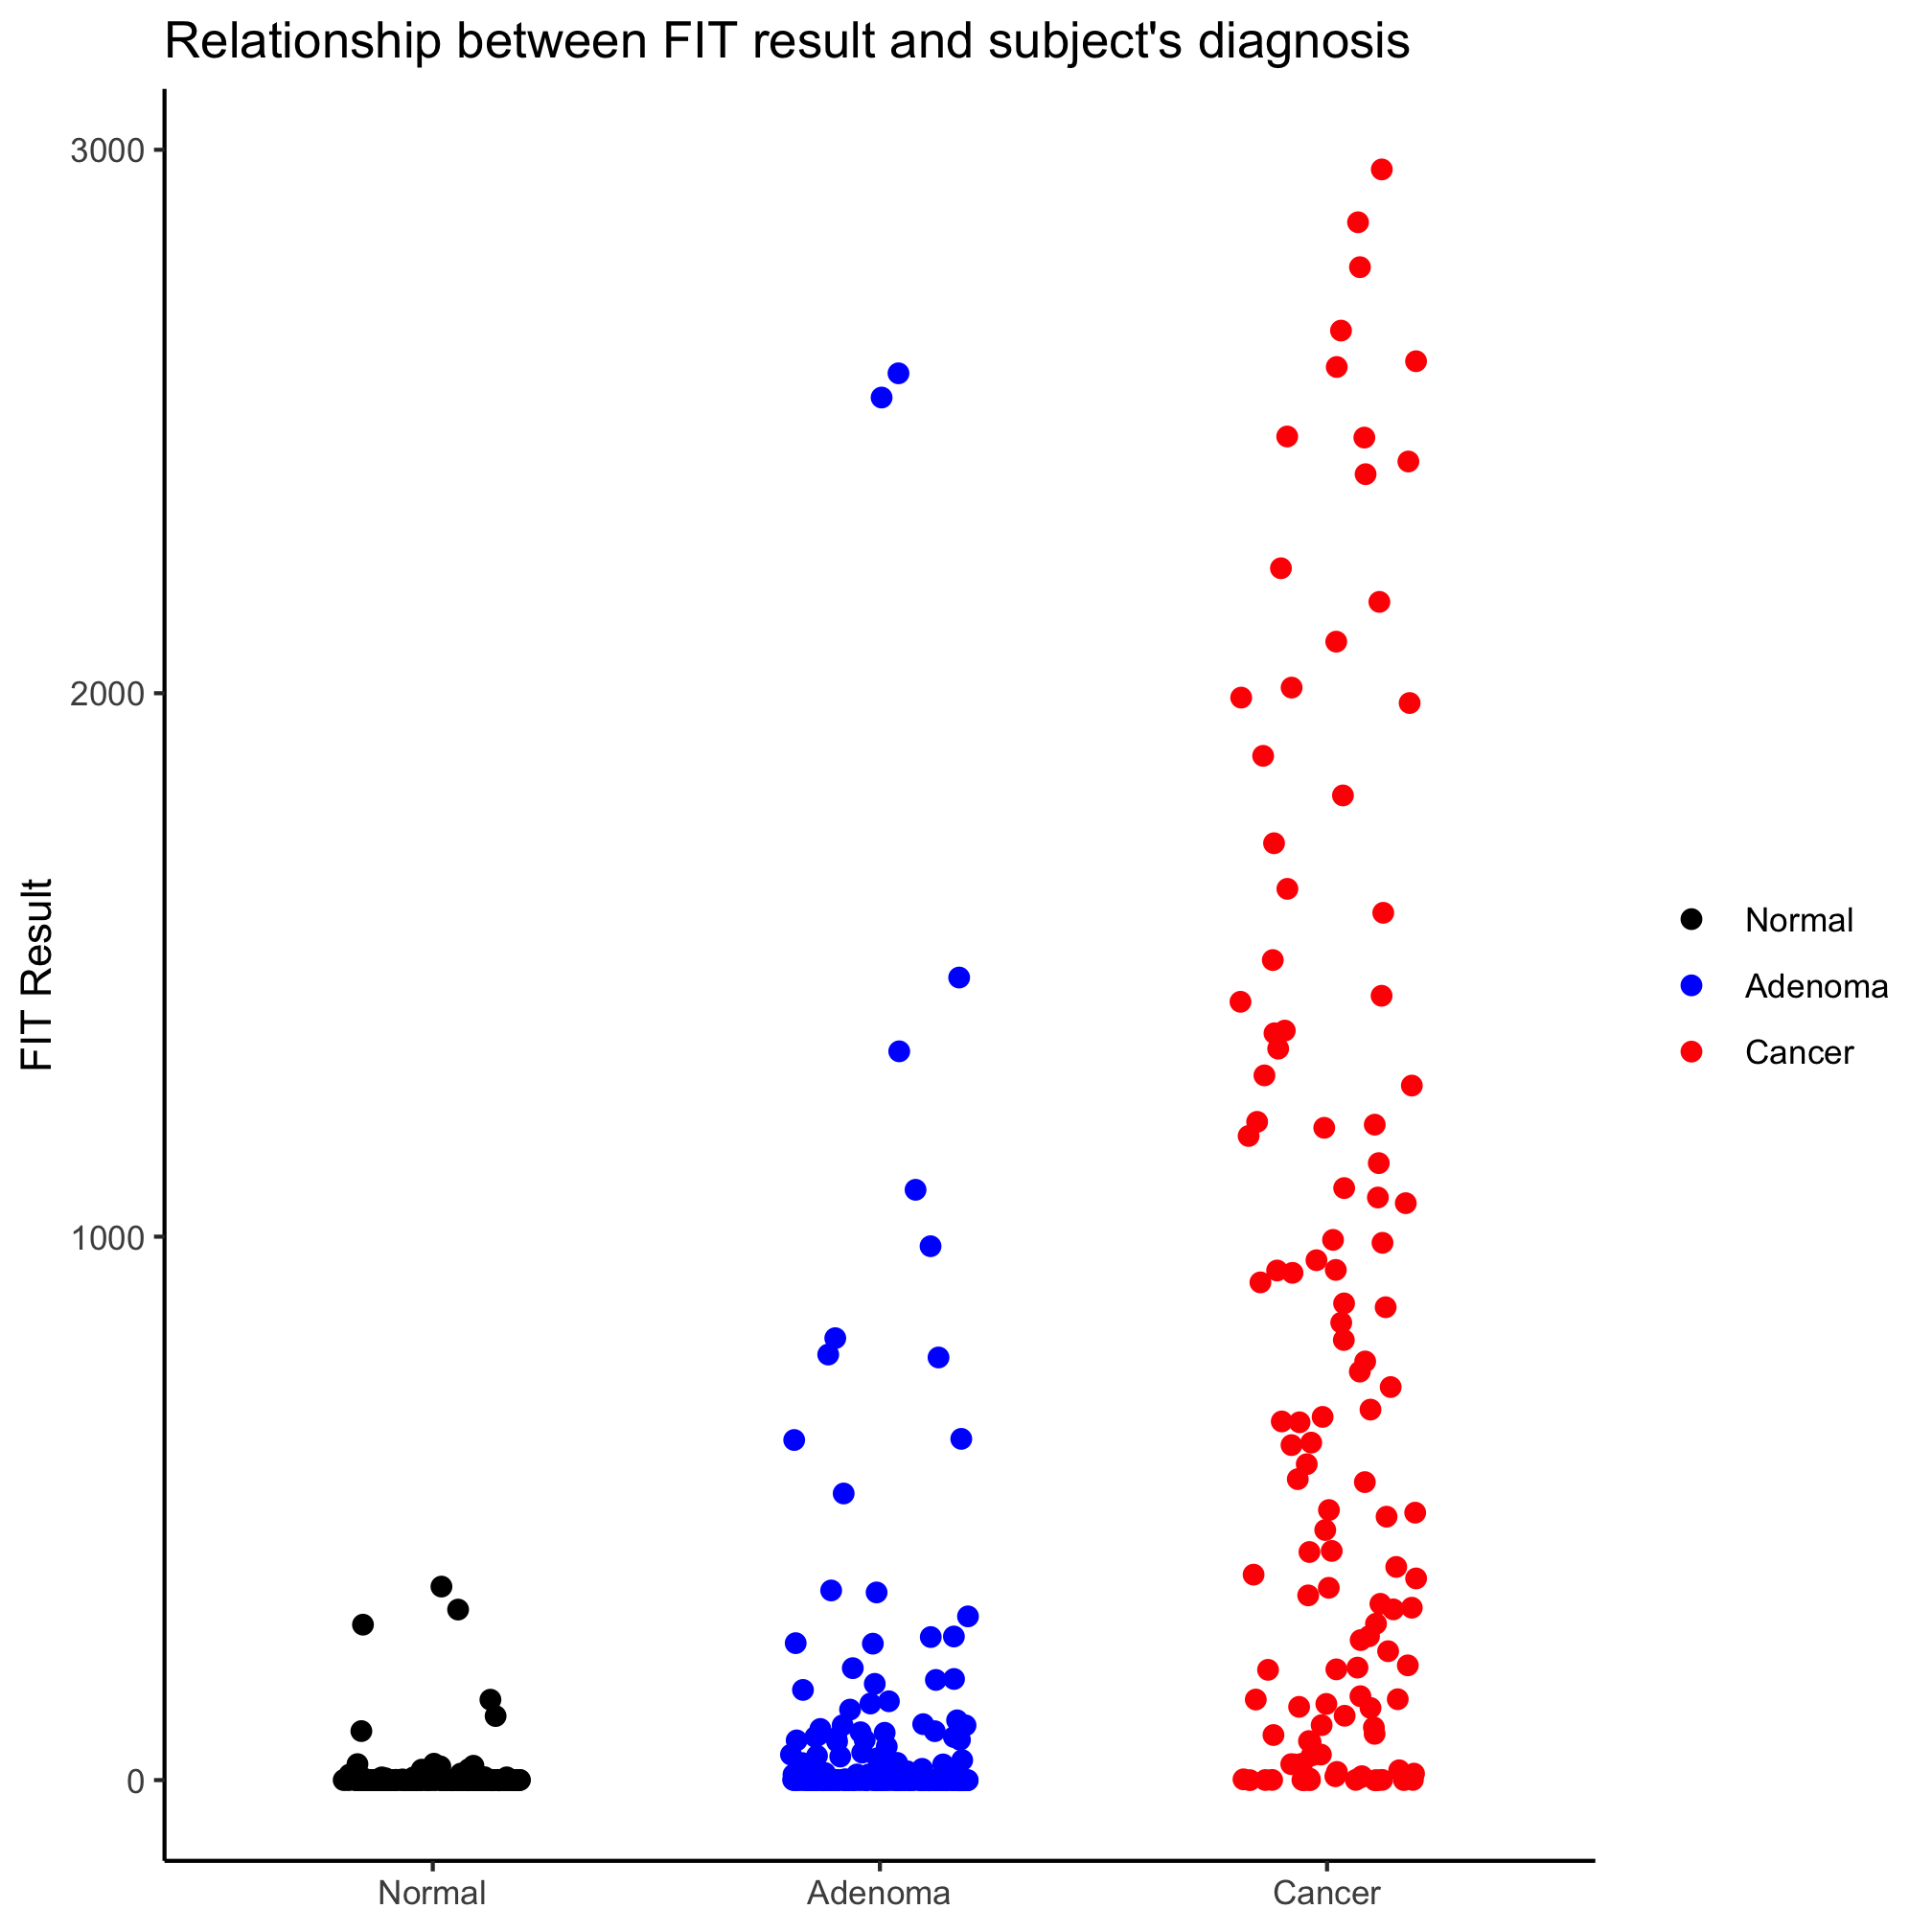 Relationship between FIT result and subject's diagnosis
3000
2000
1000
0
FIT Result
Normal
Adenoma
Cancer
Normal
Adenoma
Cancer